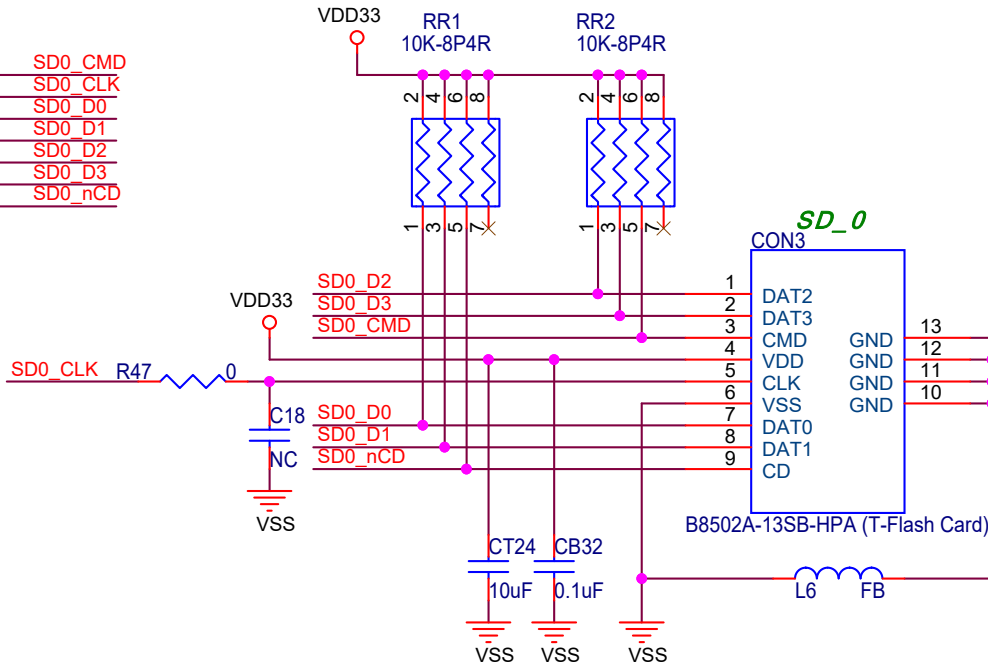 VDD33
RR1
10K-8P4R
RR2
10K-8P4R
SD0_CMD
SD0_CLK
SD0_D0
SD0_D1
SD0_D2
SD0_D3
SD0_nCD
2 4 6 8
2 4 6 8
1 3 5 7
1 3 5 7
SD_0
CON3
SD0_D2
1
DAT2
SD0_D3
2
DAT3
SD0_CMD
3
CMD
GND
13
VDD33
4
VDD
GND
12
SD0_CLK
R47
0
5
CLK
GND
11
6
VSS
GND
10
C18
NC
VSS
SD0_D0
7
DAT0
SD0_D1
8
DAT1
SD0_nCD
9
CD
B8502A-13SB-HPA (T-Flash Card)
CT24
10uF
VSS
CB32
0.1uF
VSS
VSS
L6
FB